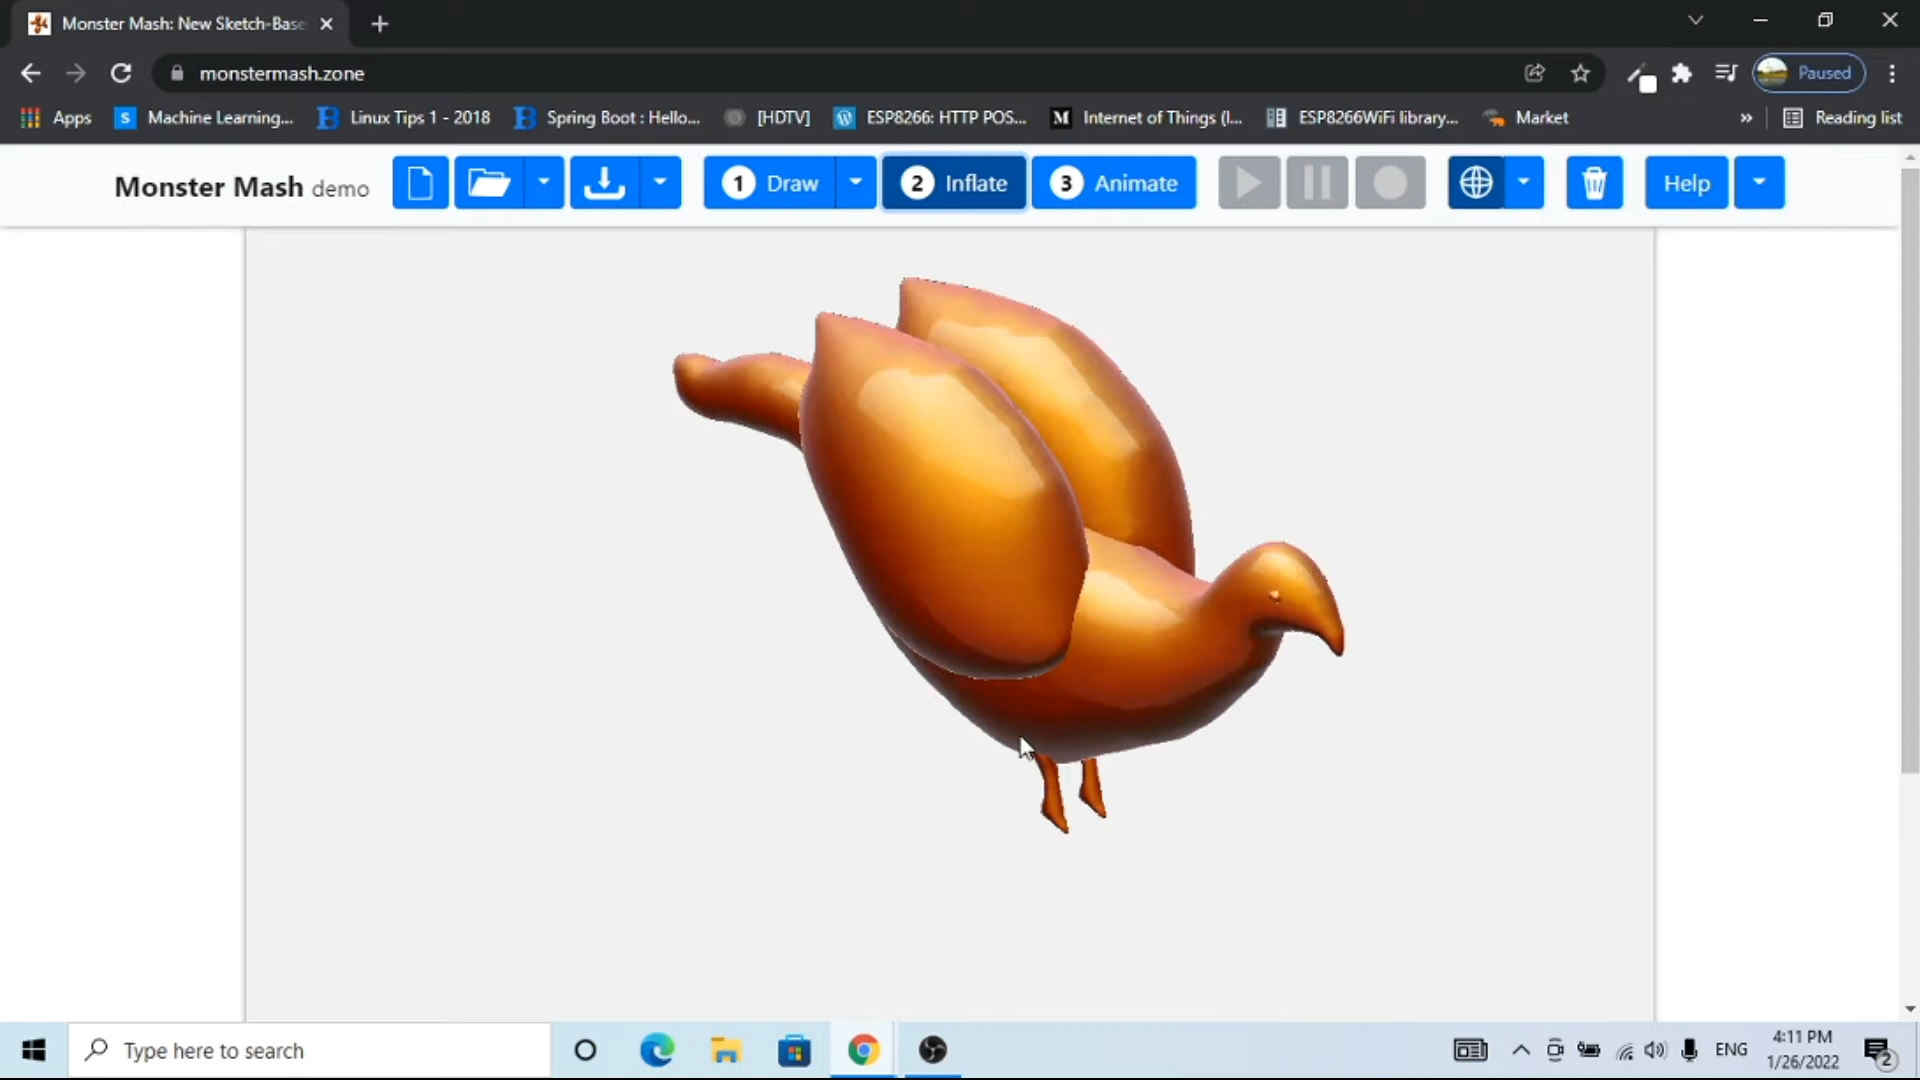 Monster Mash: New Sketch-Base
monstermash.zone
Paused
Apps
Machine Learning...
Linux Tips 1 - 2018
Spring Boot : Hello...
[HDTV]
ESP8266: HTTP POS...
Internet of Things (I...
ESP8266WiFi library...
Market
»
Reading list
Monster Mash demo
1 Draw
2 Inflate
3 Animate
Help
Type here to search
ENG
4:11 PM
1/26/2022
2